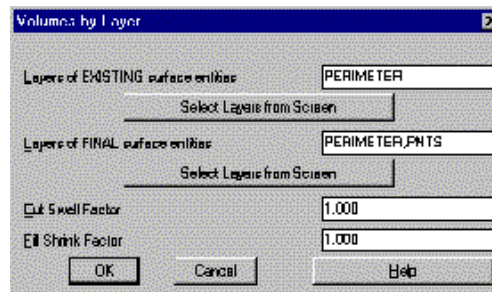 Volumes by Layer
Layers of EXISTING surface entities PERIMETER
Select Layers from Screen
Layers of FINAL surface entities PERIMETER,PNTS
Select Layers from Screen
Cut Swell Factor 1.000
Fill Shrink Factor 1.000
OK Cancel Help